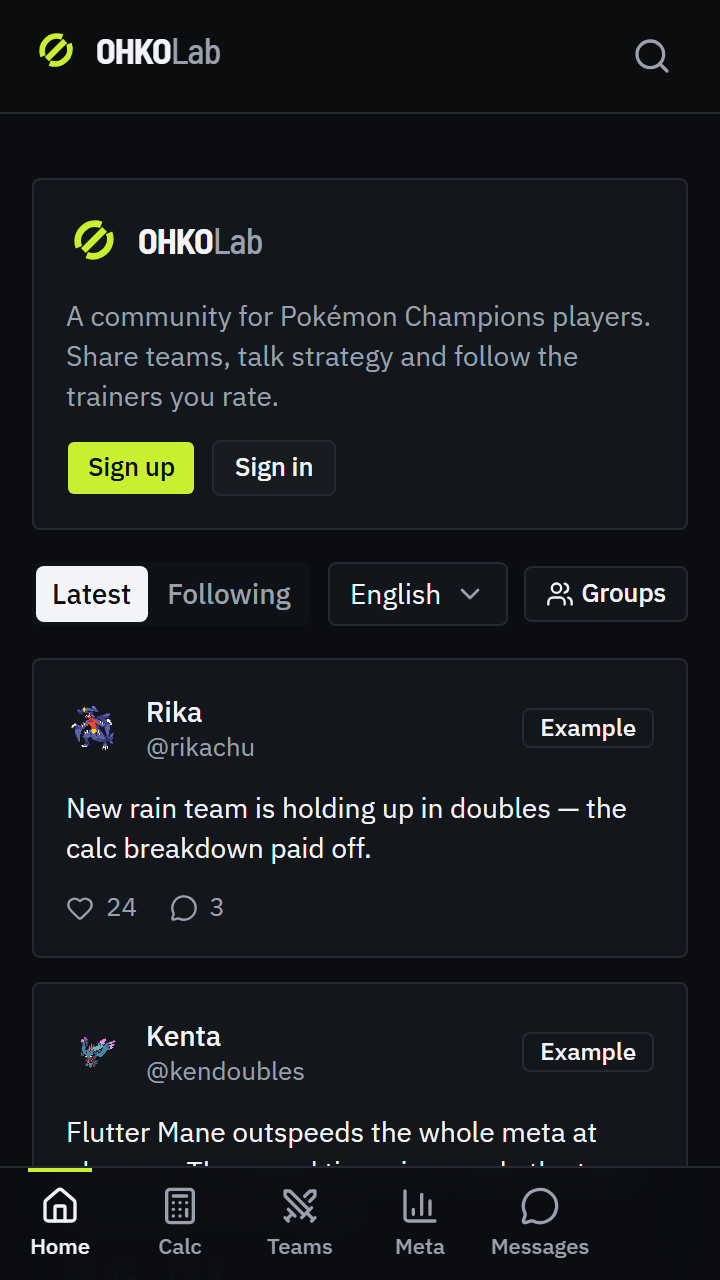 OHKOLab
OHKOLab
A community for Pokémon Champions players.
Share teams, talk strategy and follow the
trainers you rate.
Sign up Sign in
Latest Following English Groups
Rika
@rikachu
Example
New rain team is holding up in doubles — the
calc breakdown paid off.
24 3
Kenta
@kendoubles
Example
Flutter Mane outspeeds the whole meta at
Home Calc Teams Meta Messages